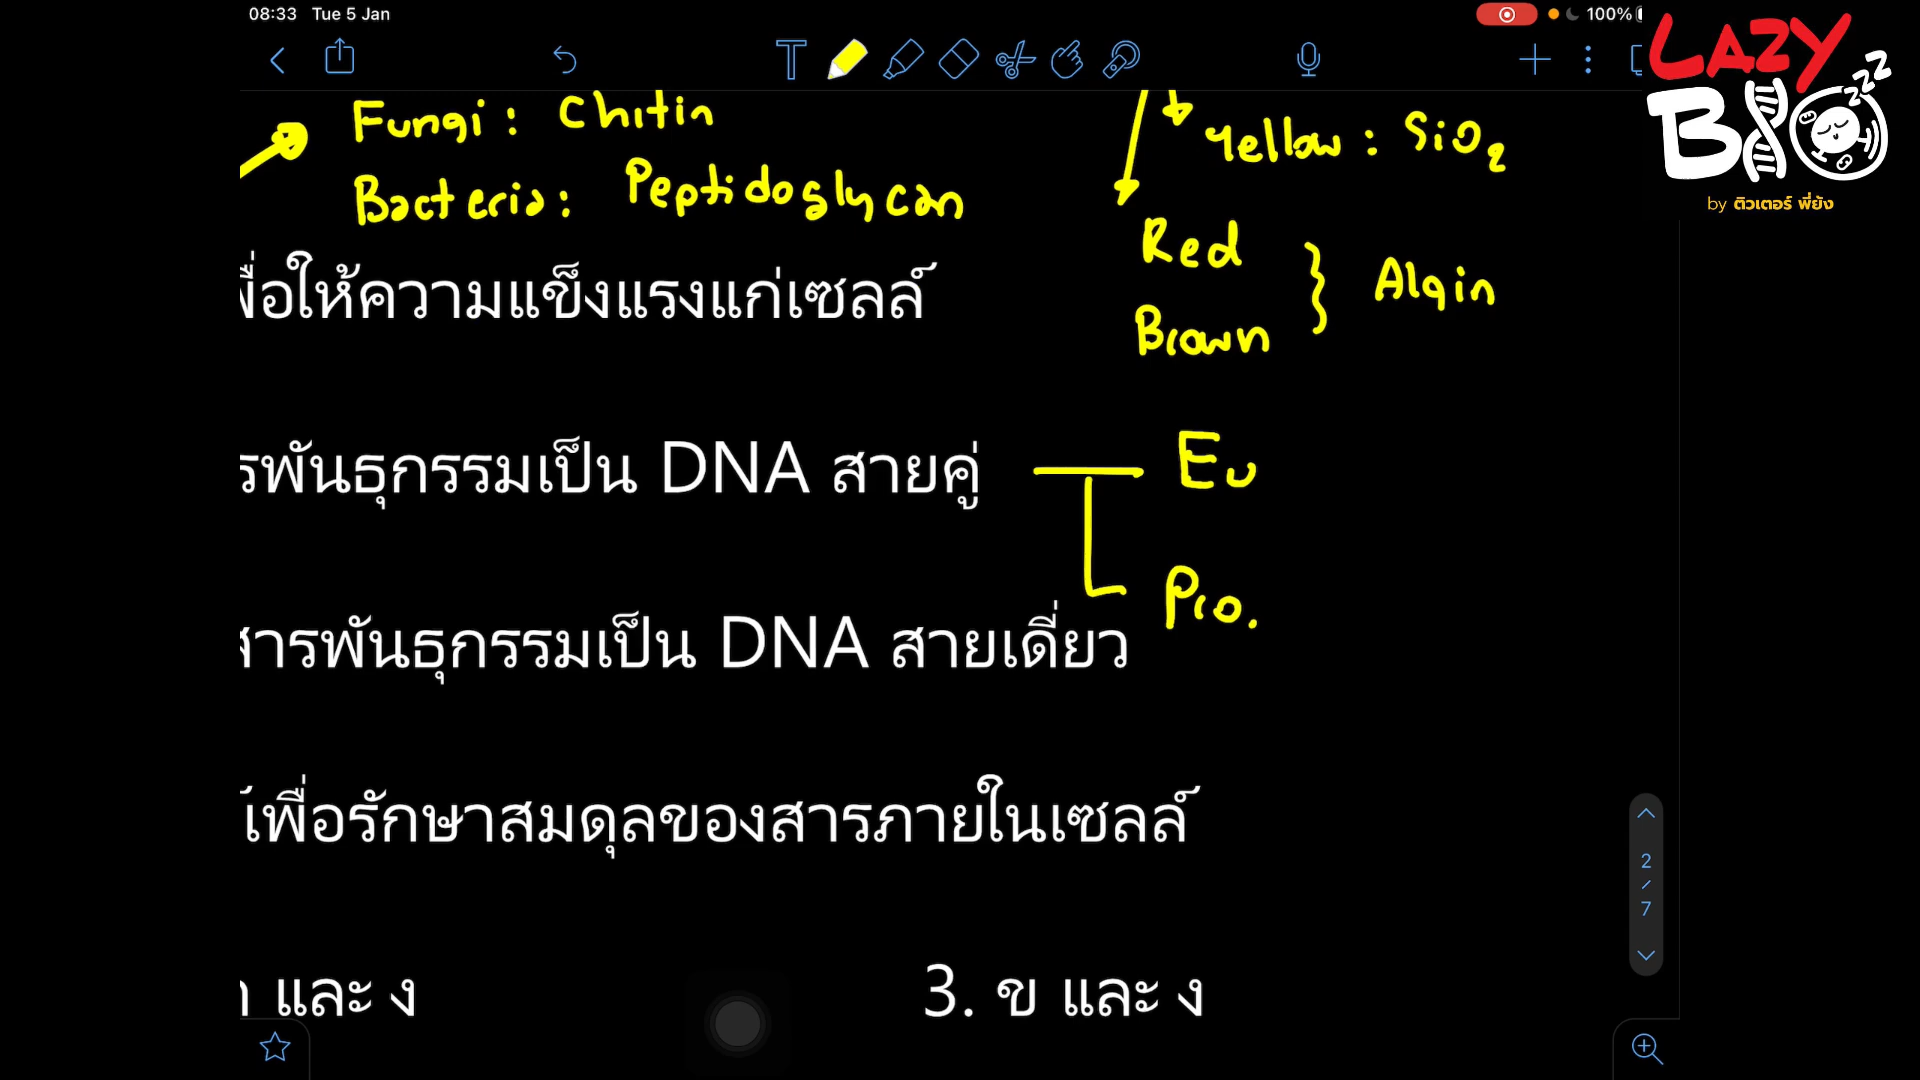 08:33 Tue 5 Jan
100%
LAZY
BIO
zzz
by ติวเตอร์ พี่ยัง
Fungi : Chitin
Bacteria : Peptidoglycan
Yellow : SiO2
Red
Brown
} Algin
พื่อให้ความแข็งแรงแก่เซลล์
รพันธุกรรมเป็น DNA สายคู่
Eu
Pro.
สารพันธุกรรมเป็น DNA สายเดี่ยว
เพื่อรักษาสมดุลของสารภายในเซลล์
2
/
7
และ ง
3. ข และ ง